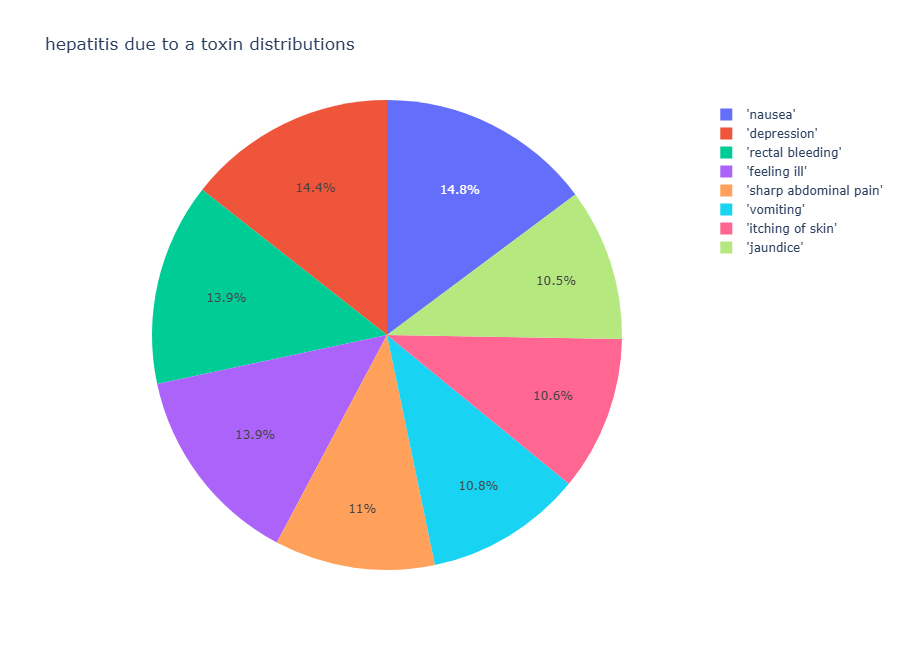 hepatitis due to a toxin distributions
'nausea'
'depression'
'rectal bleeding'
'feeling ill'
'sharp abdominal pain'
'vomiting'
'itching of skin'
'jaundice'
14.4%
14.8%
10.5%
13.9%
10.6%
13.9%
10.8%
11%